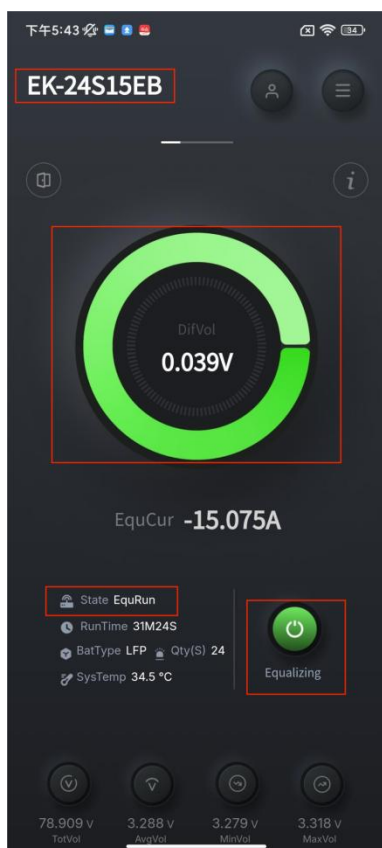 下午5:43
34
EK-24S15EB
i
DifVol
0.039V
EquCur -15.075A
State EquRun
RunTime 31M24S
BatType LFP Qty(S) 24
SysTemp 34.5 °C
Equalizing
78.909 V 3.288 V 3.279 V 3.318 V
TotVol AvgVol MinVol MaxVol